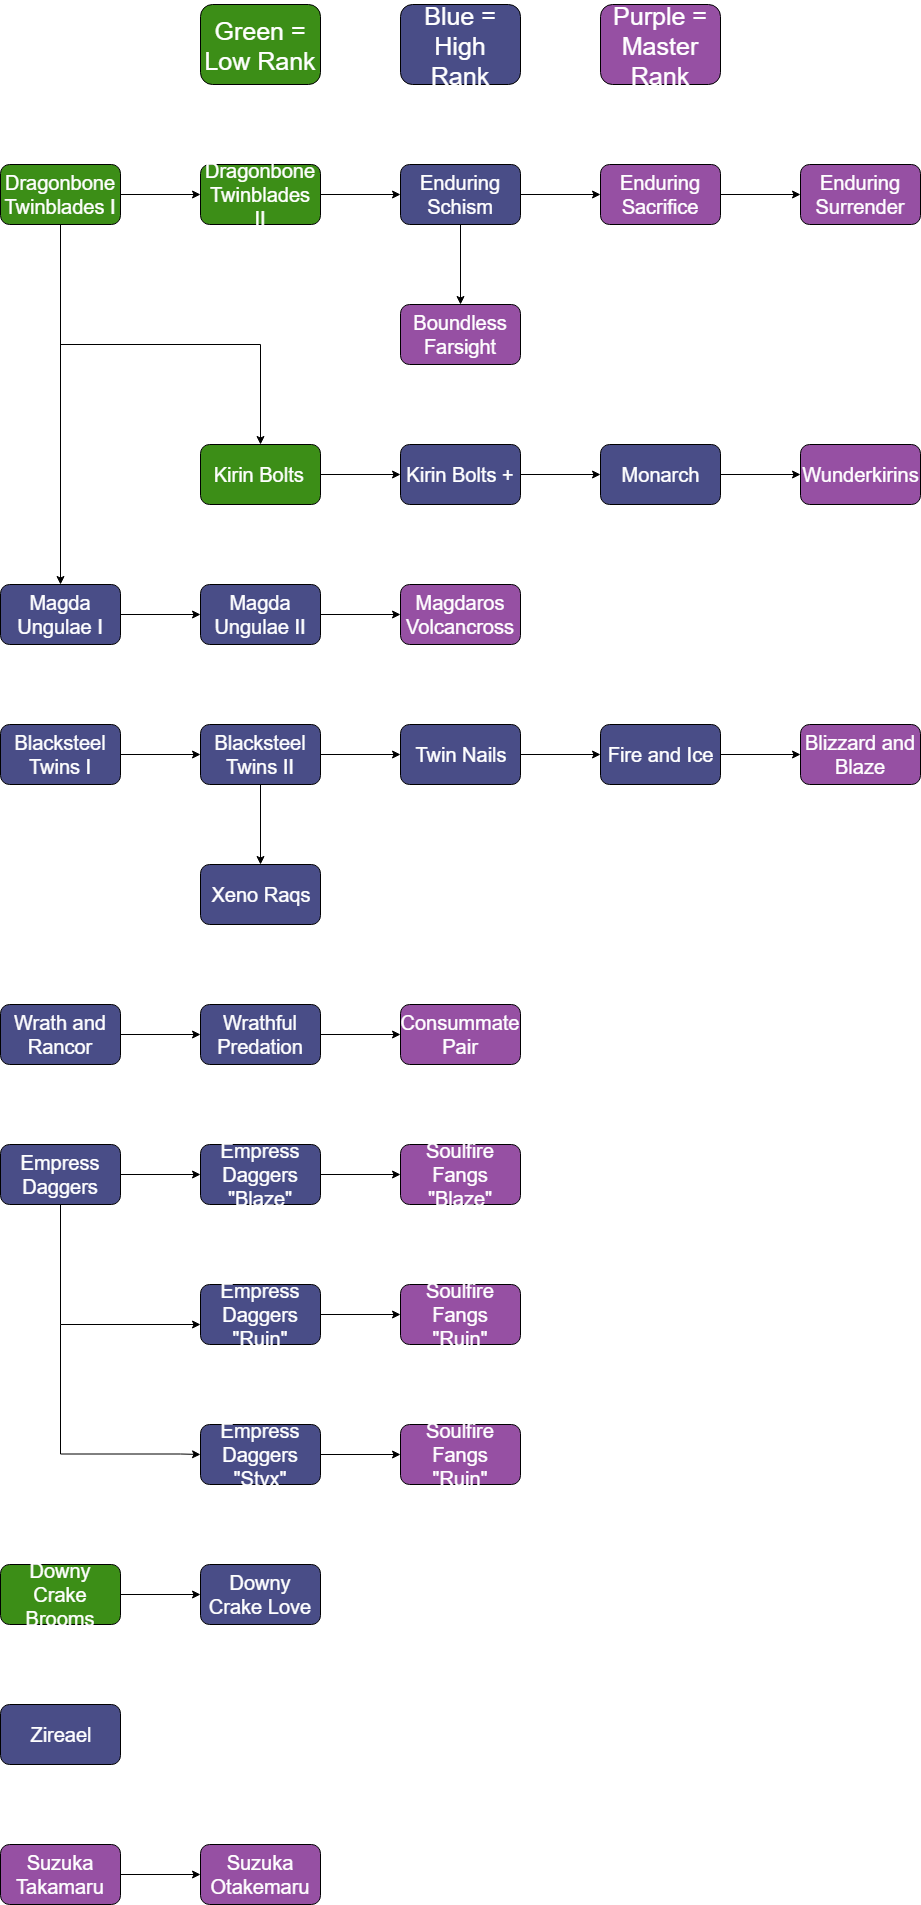 Green =
Low Rank
Blue =
High
Rank
Purple =
Master
Rank
Dragonbone
Twinblades I
Dragonbone
Twinblades
II
Enduring
Schism
Enduring
Sacrifice
Enduring
Surrender
Boundless
Farsight
Kirin Bolts
Kirin Bolts +
Monarch
Wunderkirins
Magda
Ungulae I
Magda
Ungulae II
Magdaros
Volcancross
Blacksteel
Twins I
Blacksteel
Twins II
Twin Nails
Fire and Ice
Blizzard and
Blaze
Xeno Raqs
Wrath and
Rancor
Wrathful
Predation
Consummate
Pair
Empress
Daggers
Empress
Daggers
"Blaze"
Soulfire
Fangs
"Blaze"
Empress
Daggers
"Ruin"
Soulfire
Fangs
"Ruin"
Empress
Daggers
"Styx"
Soulfire
Fangs
"Ruin"
Downy
Crake
Brooms
Downy
Crake Love
Zireael
Suzuka
Takamaru
Suzuka
Otakemaru